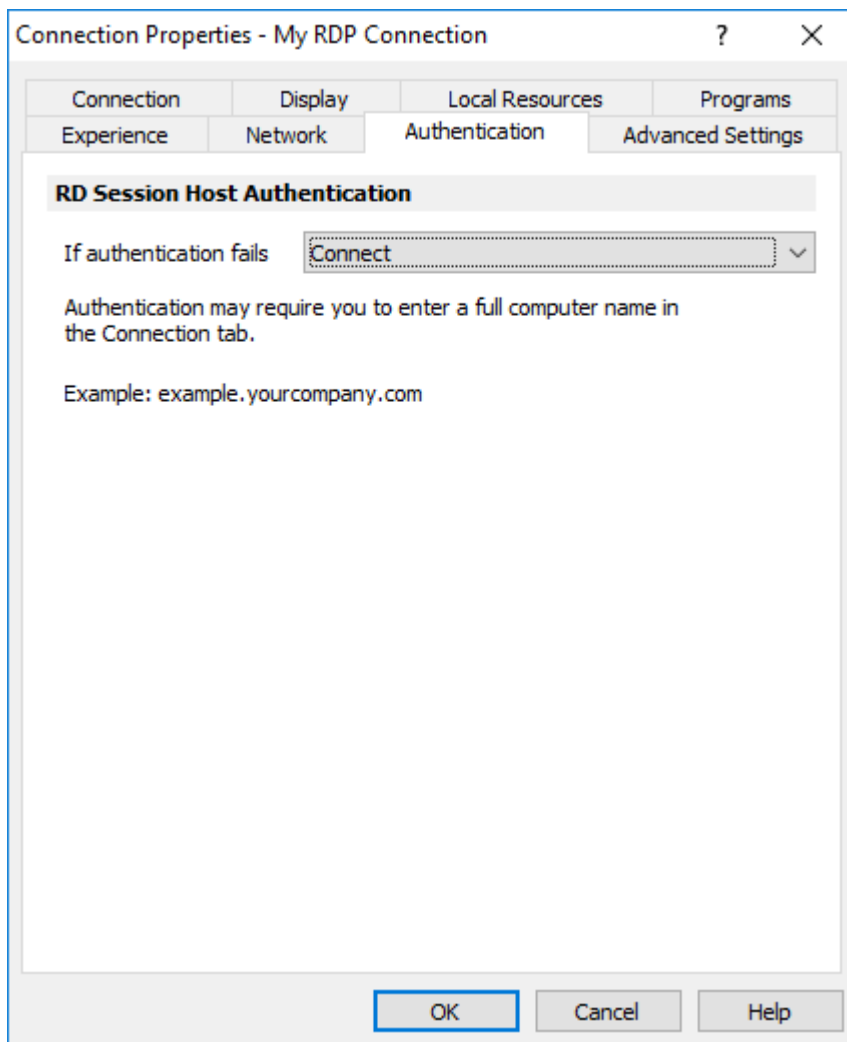 Connection Properties - My RDP Connection ?
Connection Display Local Resources Programs
Experience Network Authentication Advanced Settings
RD Session Host Authentication
If authentication fails Connect
Authentication may require you to enter a full computer name in
the Connection tab.
Example: example.yourcompany.com
OK Cancel Help